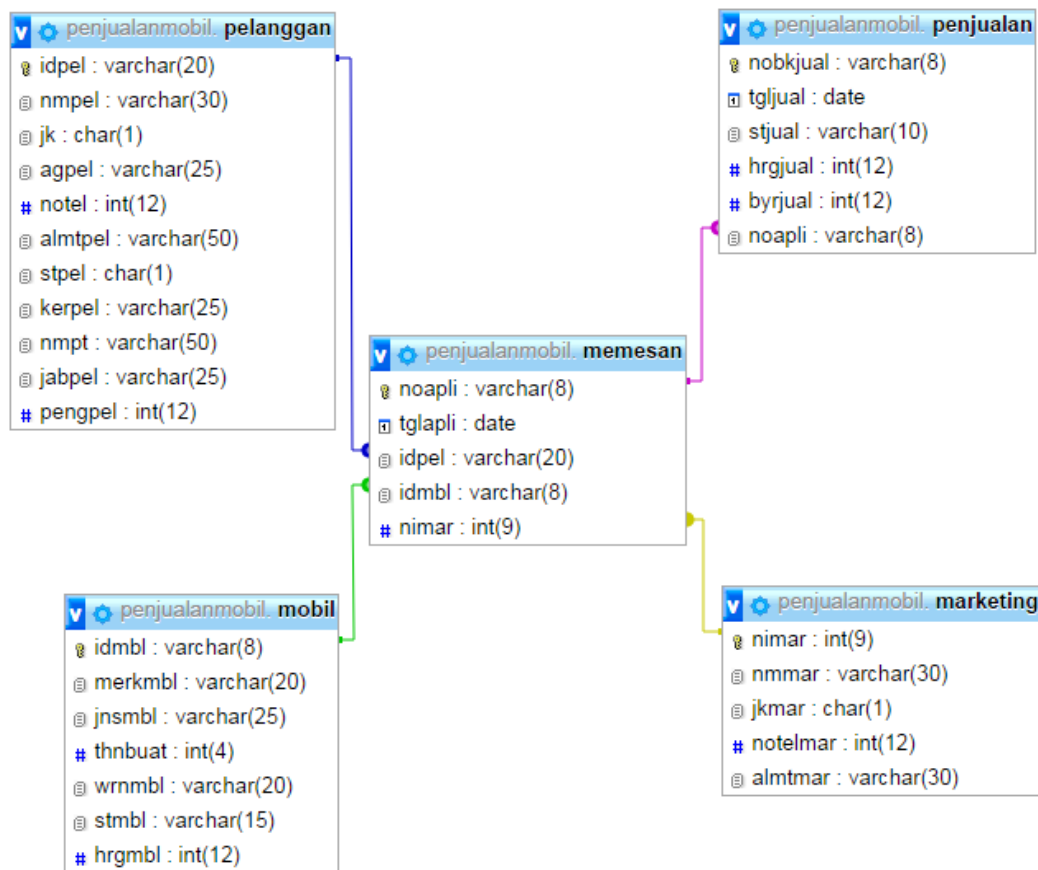 penjualanmobil. pelanggan
idpel : varchar(20)
nmpel : varchar(30)
jk : char(1)
agpel : varchar(25)
notel : int(12)
almtpel : varchar(50)
stpel : char(1)
kerpel : varchar(25)
nmpt : varchar(50)
jabpel : varchar(25)
pengpel : int(12)
penjualanmobil. penjualan
nobkjual : varchar(8)
tgljual : date
stjual : varchar(10)
hrgjual : int(12)
byrjual : int(12)
noapli : varchar(8)
penjualanmobil. memesan
noapli : varchar(8)
tglapli : date
idpel : varchar(20)
idmbl : varchar(8)
nimar : int(9)
penjualanmobil. mobil
idmbl : varchar(8)
merkmbl : varchar(20)
jnsmbl : varchar(25)
thnbuat : int(4)
wrnmbl : varchar(20)
stmbl : varchar(15)
hrgmbl : int(12)
penjualanmobil. marketing
nimar : int(9)
nmmar : varchar(30)
jkmar : char(1)
notelmar : int(12)
almtmar : varchar(30)